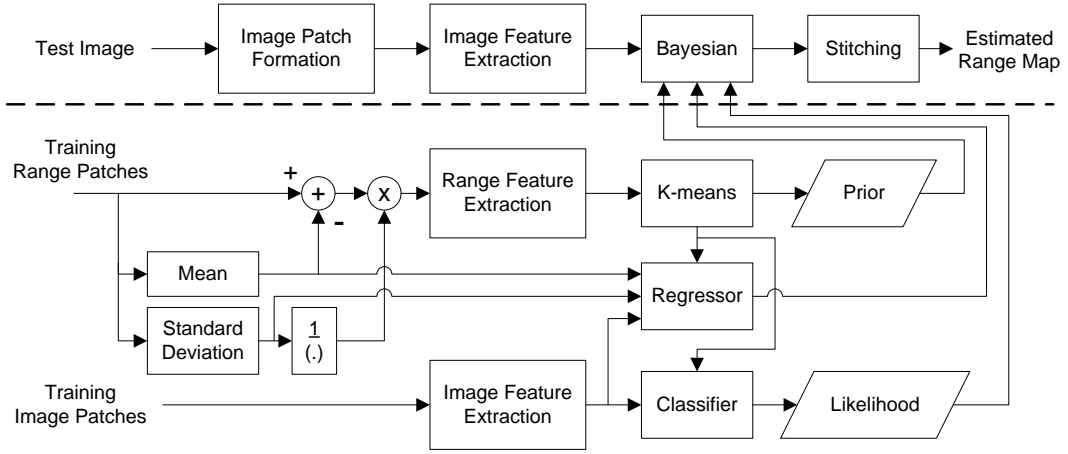 Test Image
Image Patch
Formation
Image Feature
Extraction
Bayesian
Stitching
Estimated
Range Map
Training
Range Patches
+
+
-
x
Range Feature
Extraction
K-means
Prior
Mean
Regressor
Standard
Deviation
1
(.)
Training
Image Patches
Image Feature
Extraction
Classifier
Likelihood